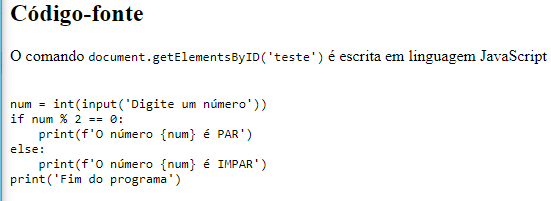 Código-fonte
O comando document.getElementsByID('teste') é escrita em linguagem JavaScript
num = int(input('Digite um número'))
if num % 2 == 0:
    print(f'O número {num} é PAR')
else:
    print(f'O número {num} é IMPAR')
print('Fim do programa')